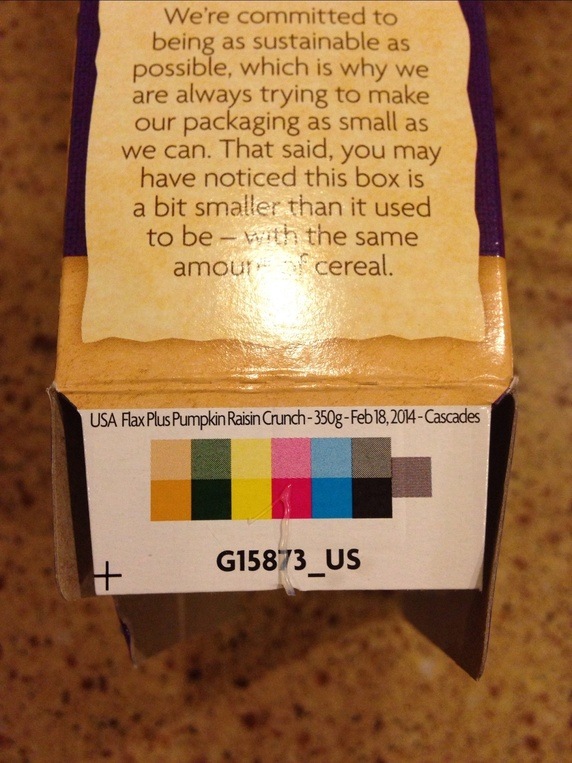 We're committed to
being as sustainable as
possible, which is why we
are always trying to make
our packaging as small as
we can. That said, you may
have noticed this box is
a bit smaller than it used
to be – with the same
amount of cereal.
USA Flax Plus Pumpkin Raisin Crunch - 350g - Feb 18, 2014 - Cascades
G15873_US